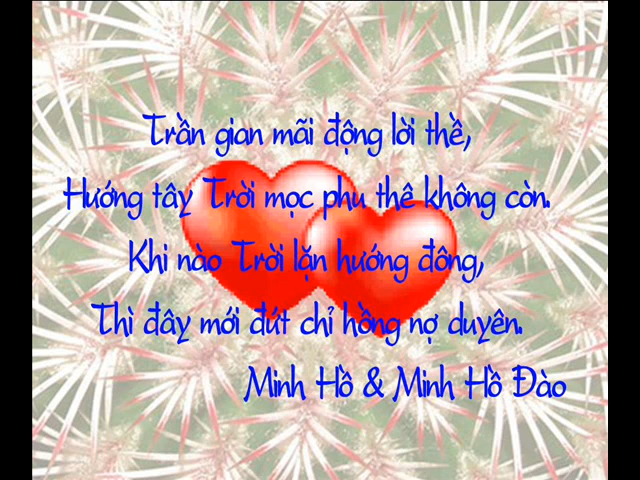 Trần gian mãi động lời thề,
Hướng tây Trời mọc phu thê không còn.
Khi nào Trời lặn hướng đông,
Thì đây mới đứt chỉ hồng nợ duyên.
Minh Hồ & Minh Hồ Đào